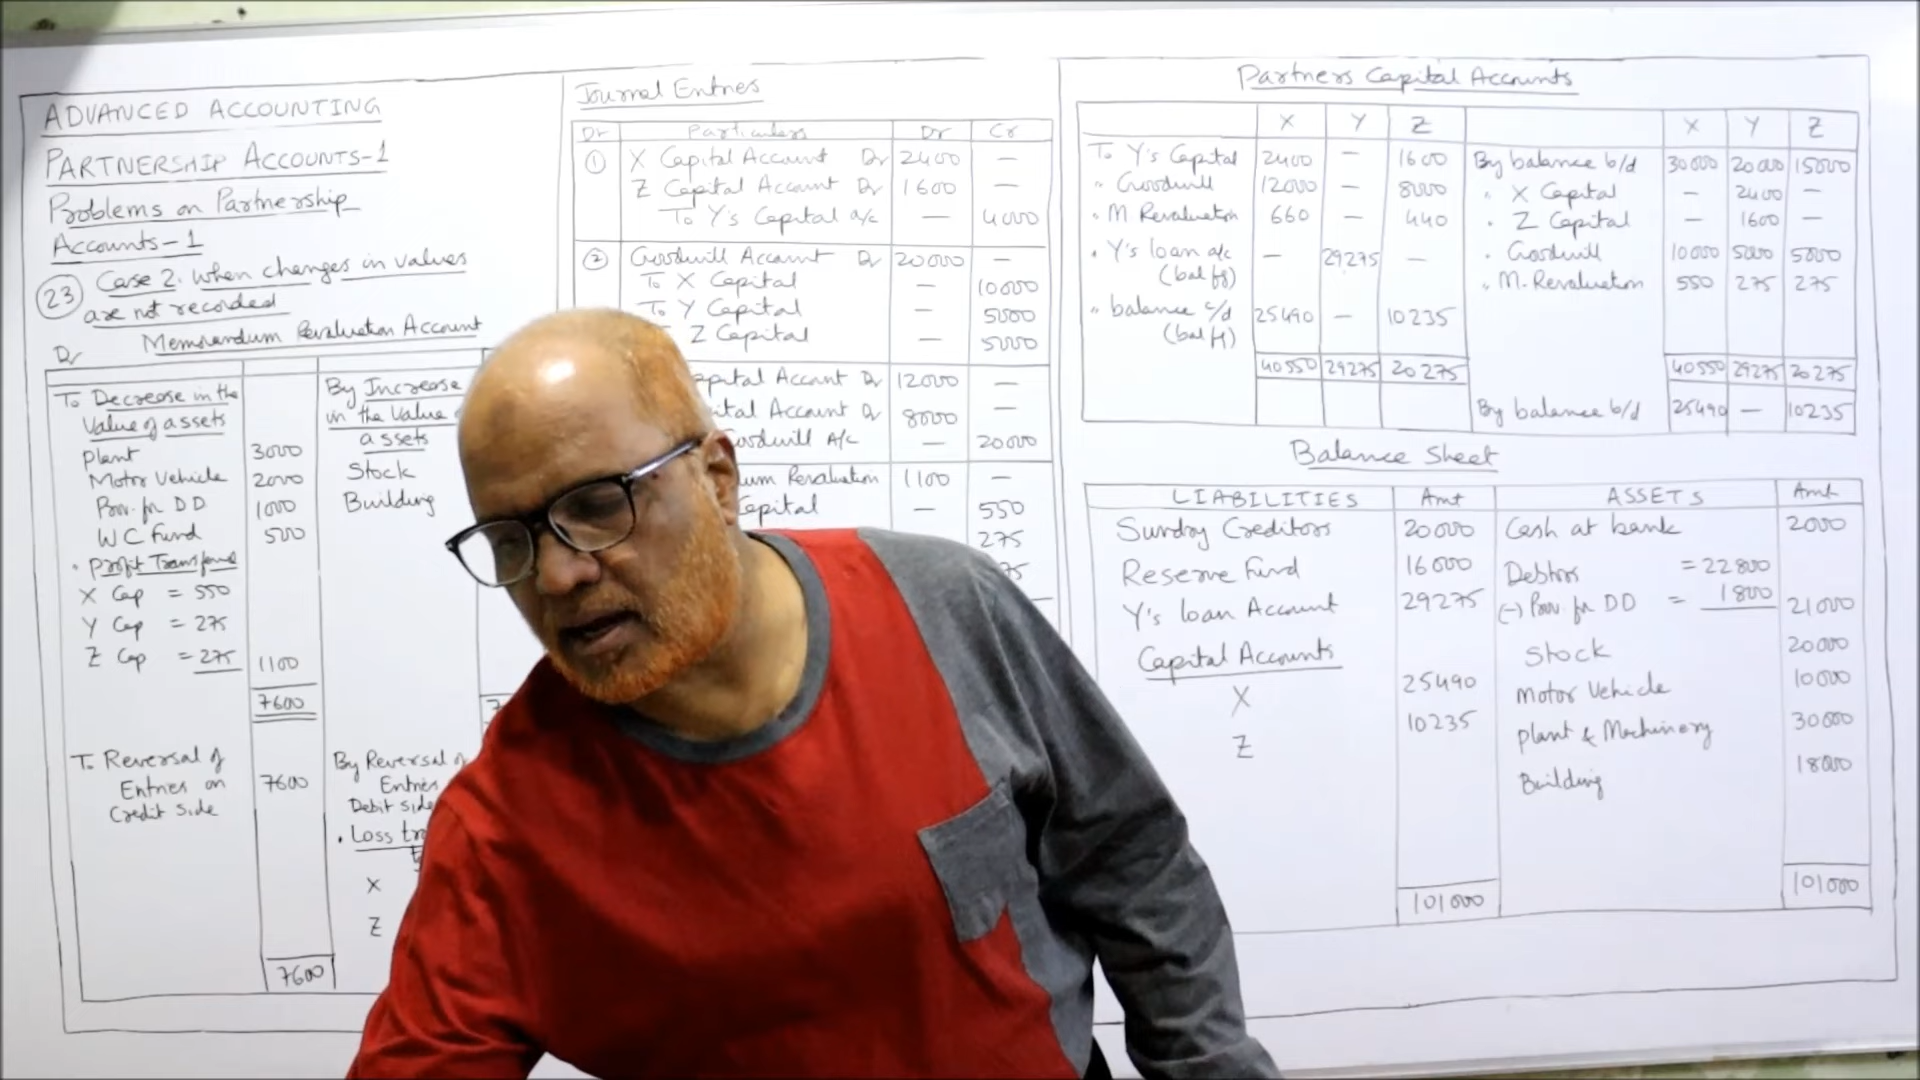 ADVANCED ACCOUNTING
PARTNERSHIP ACCOUNTS-1
Problems on Partnership
Accounts-1
(23) Case 2. when changes in values
are not recorded
Memorandum Revaluation Account
Dr
To Decrease in the
Value of assets
Plant 3000
Motor Vehicle 2000
Prov. for DD 1000
WC Fund 500
• Profit Transferred
X Cap = 550
Y Cap = 275
Z Cap = 275 1100
7600
To Reversal of
Entries on 7600
Credit side
7600
By Increase
in the Value
assets
Stock
Building
7
By Reversal of
Entries
Debit side
• Loss
X
Z
Journal Entries
Dr Particulars Dr Cr
① X Capital Account Dr 2400 —
Z Capital Account Dr 1600 —
To Y's Capital a/c — 4000
② Goodwill Account Dr 20000 —
To X Capital — 10000
To Y Capital — 5000
Z Capital — 5000
Account Dr 12000 —
Account Dr 8000 —
Goodwill A/c — 20000
Revaluation 1100 —
Capital — 550
275
Partners Capital Accounts
X Y Z X Y Z
To Y's Capital 2400 — 1600 By balance b/d 30000 20000 15000
" Goodwill 12000 — 8000 " X Capital — 2400 —
" M Revaluation 660 — 440 " Z Capital — 1600 —
" Y's loan a/c — 29275 — " Goodwill 10000 5000 5000
(bal fg) " M. Revaluation 550 275 275
" balance c/d 25490 — 10235
(bal fg)
40550 29275 20275 40550 29275 20275
By balance b/d 25490 — 10235
Balance Sheet
LIABILITIES Amt ASSETS Amt
Sundry Creditors 20000 Cash at bank 2000
Reserve Fund 16000 Debtors = 22800
Y's loan Account 29275 (-) Prov. for DD = 1800 21000
Capital Accounts Stock 20000
X 25490 Motor Vehicle 10000
Z 10235 Plant & Machinery 30000
Building 18000
101000 101000